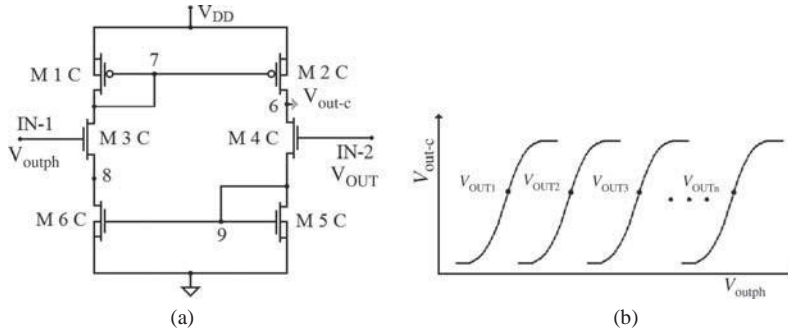 V_DD
7
M 1 C
M 2 C
6
V_out-c
IN-1
M 3 C
M 4 C
V_outph
IN-2
V_OUT
8
M 6 C
M 5 C
9
(a)
V_out-c
V_OUT1
V_OUT2
V_OUT3
V_OUTn
V_outph
(b)